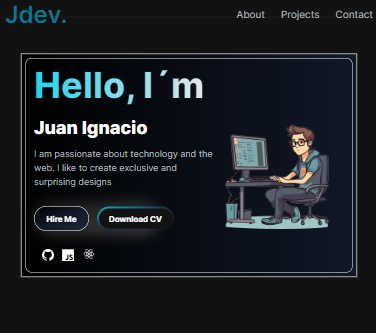 Jdev.
About Projects Contact
Hello, I´m
Juan Ignacio
I am passionate about technology and the
web. I like to create exclusive and
surprising designs
Hire Me
Download CV
JS